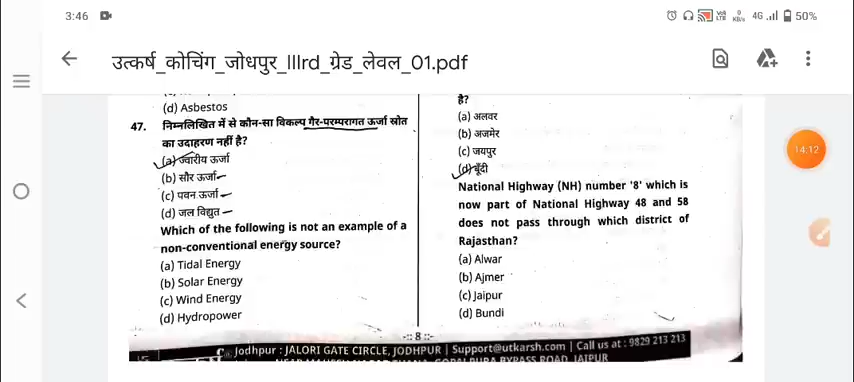 3:46
0 KB/s 4G 50%
उत्कर्ष_कोचिंग_जोधपुर_IIIrd_ग्रेड_लेवल_01.pdf
14:12
(d) Asbestos
47. निम्नलिखित में से कौन-सा विकल्प गैर-परम्परागत ऊर्जा स्रोत
का उदाहरण नहीं है?
(a) ज्वारीय ऊर्जा
(b) सौर ऊर्जा
(c) पवन ऊर्जा
(d) जल विद्युत
Which of the following is not an example of a
non-conventional energy source?
(a) Tidal Energy
(b) Solar Energy
(c) Wind Energy
(d) Hydropower
है?
(a) अलवर
(b) अजमेर
(c) जयपुर
(d) बूँदी
National Highway (NH) number '8' which is
now part of National Highway 48 and 58
does not pass through which district of
Rajasthan?
(a) Alwar
(b) Ajmer
(c) Jaipur
(d) Bundi
-:: 8 ::-
Jodhpur : JALORI GATE CIRCLE, JODHPUR | Support@utkarsh.com | Call us at : 9829 213 213
GOPALPURA BYPASS ROAD, JAIPUR